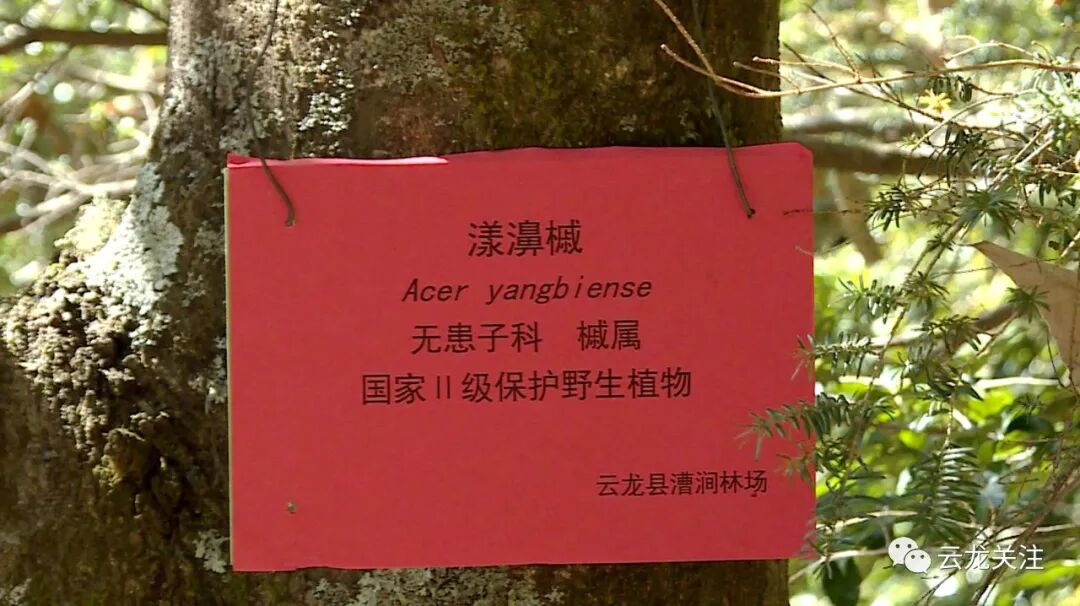 漾濞槭
Acer yangbiense
无患子科 槭属
国家Ⅱ级保护野生植物
云龙县漕涧林场
云龙关注